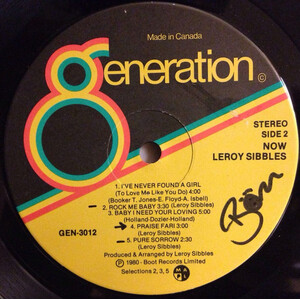 Made in Canada
Generation ©
STEREO
SIDE 2
NOW
LEROY SIBBLES
1. I'VE NEVER FOUND A GIRL
(To Love Me Like You Do) 4:00
(Booker T. Jones-E. Floyd-A. Isbell)
2. ROCK ME BABY 3:30 (Leroy Sibbles)
3. BABY I NEED YOUR LOVING 5:00
(Holland-Dozier-Holland)
GEN-3012
4. PRAISE FARI 3:00
(Leroy Sibbles)
5. PURE SORROW 2:30
(Leroy Sibbles)
Produced & Arranged by Leroy Sibbles
℗ 1980 - Boot Records Limited
Selections 2, 3, 5
MAPL